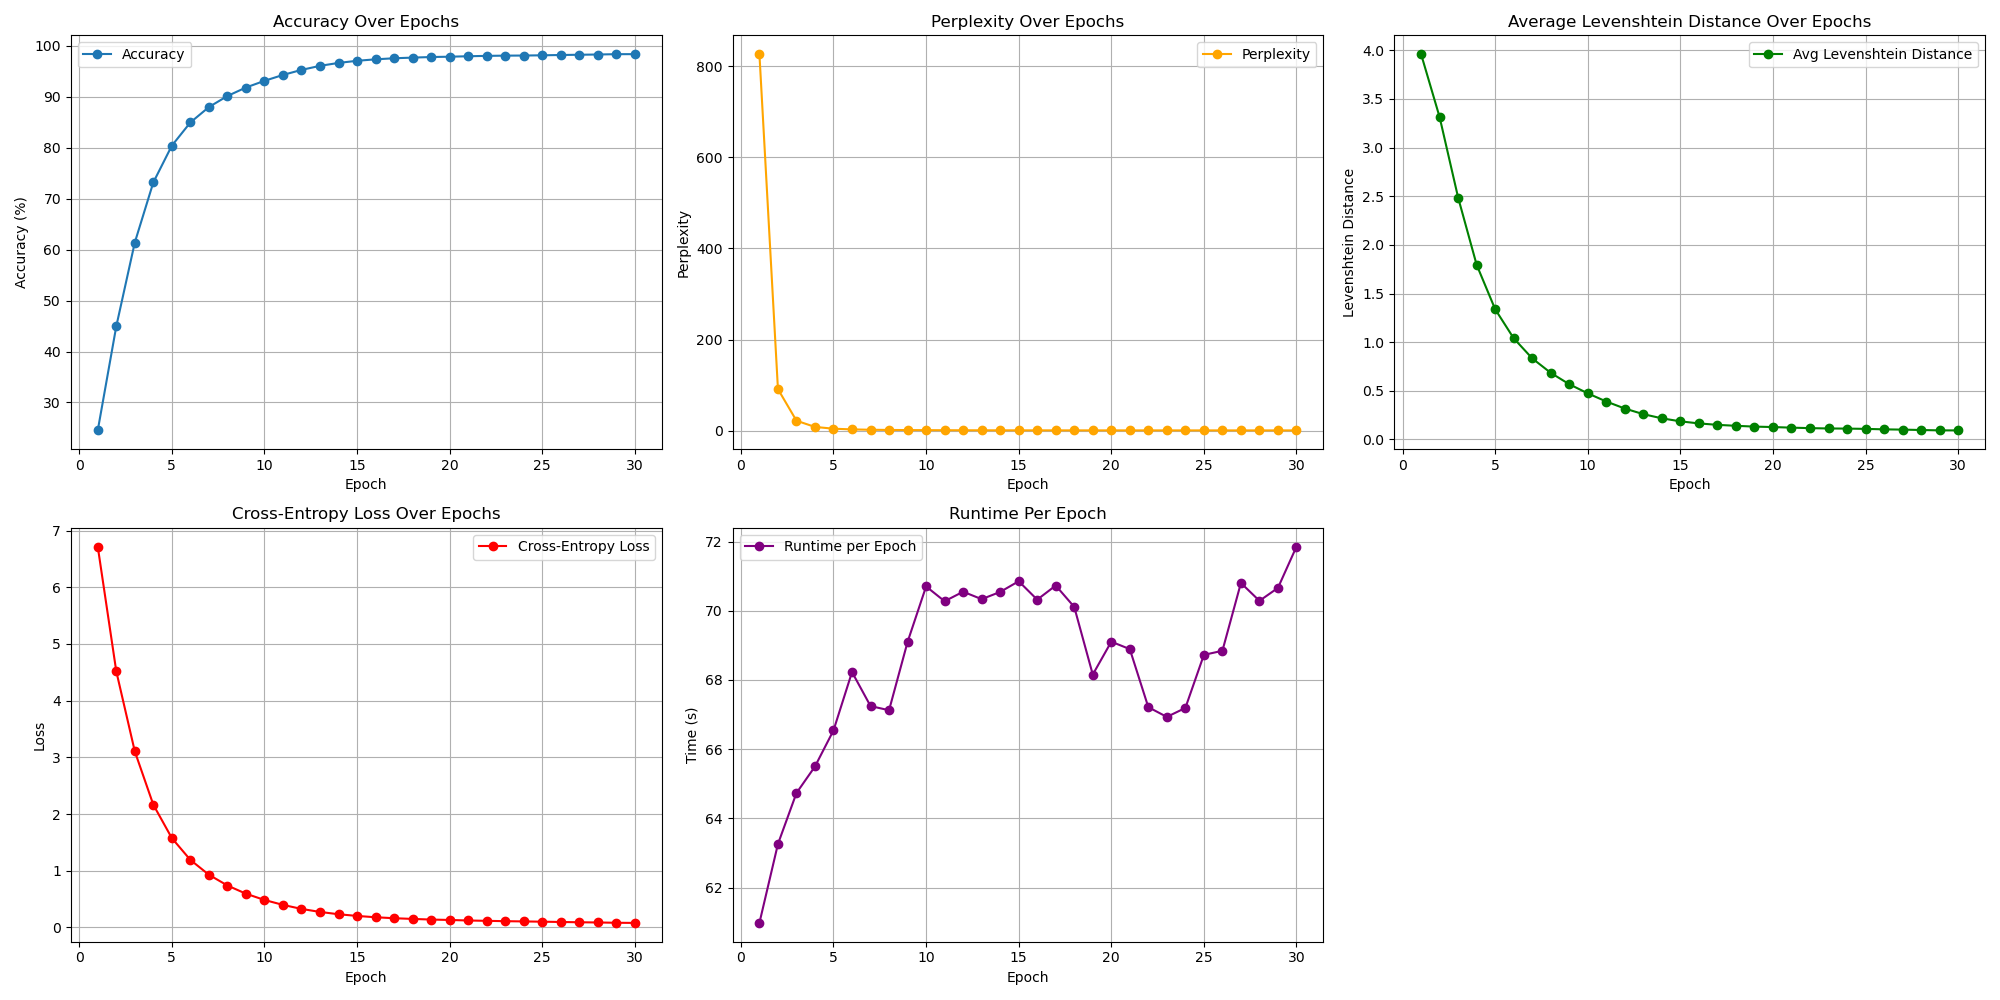 Accuracy Over Epochs
Accuracy
Accuracy (%)
100
90
80
70
60
50
40
30
0 5 10 15 20 25 30
Epoch
Perplexity Over Epochs
Perplexity
Perplexity
800
600
400
200
0
0 5 10 15 20 25 30
Epoch
Average Levenshtein Distance Over Epochs
Avg Levenshtein Distance
Levenshtein Distance
4.0
3.5
3.0
2.5
2.0
1.5
1.0
0.5
0.0
0 5 10 15 20 25 30
Epoch
Cross-Entropy Loss Over Epochs
Cross-Entropy Loss
Loss
7
6
5
4
3
2
1
0
0 5 10 15 20 25 30
Epoch
Runtime Per Epoch
Runtime per Epoch
Time (s)
72
70
68
66
64
62
0 5 10 15 20 25 30
Epoch